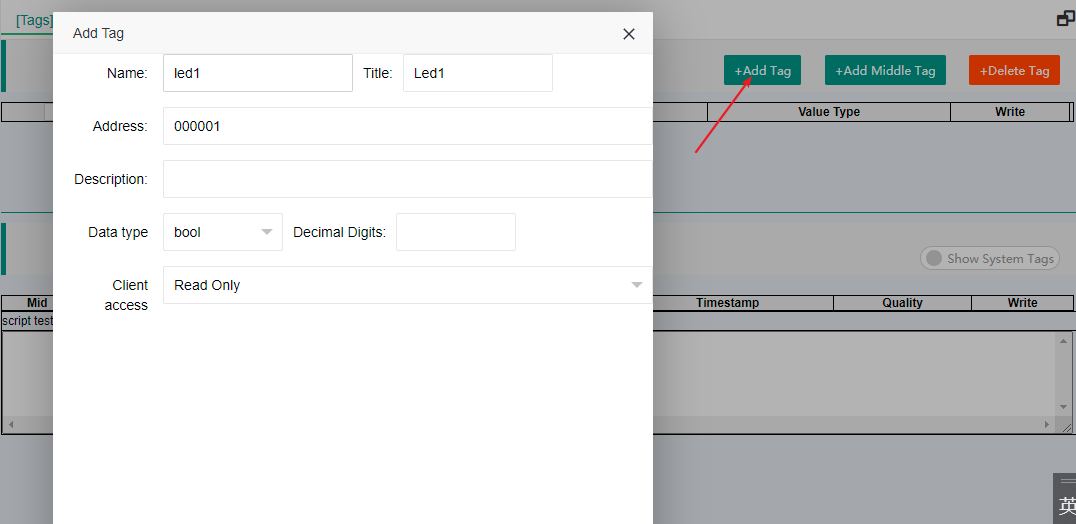 [Tags]
Add Tag
Name: led1 Title: Led1
+Add Tag +Add Middle Tag +Delete Tag
Value Type Write
Address: 000001
Description:
Data type bool Decimal Digits:
Show System Tags
Client access Read Only
Mid Timestamp Quality Write
script test
英